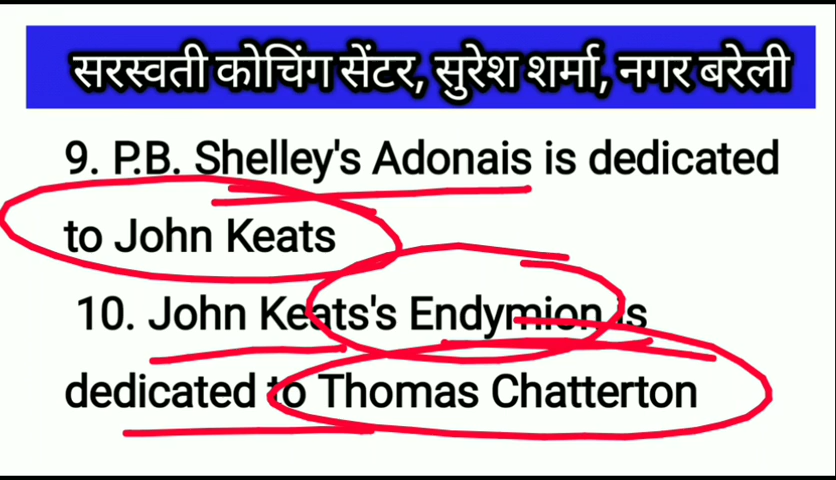 सरस्वती कोचिंग सेंटर, सुरेश शर्मा, नगर बरेली
9. P.B. Shelley's Adonais is dedicated
to John Keats
10. John Keats's Endymion is
dedicated to Thomas Chatterton